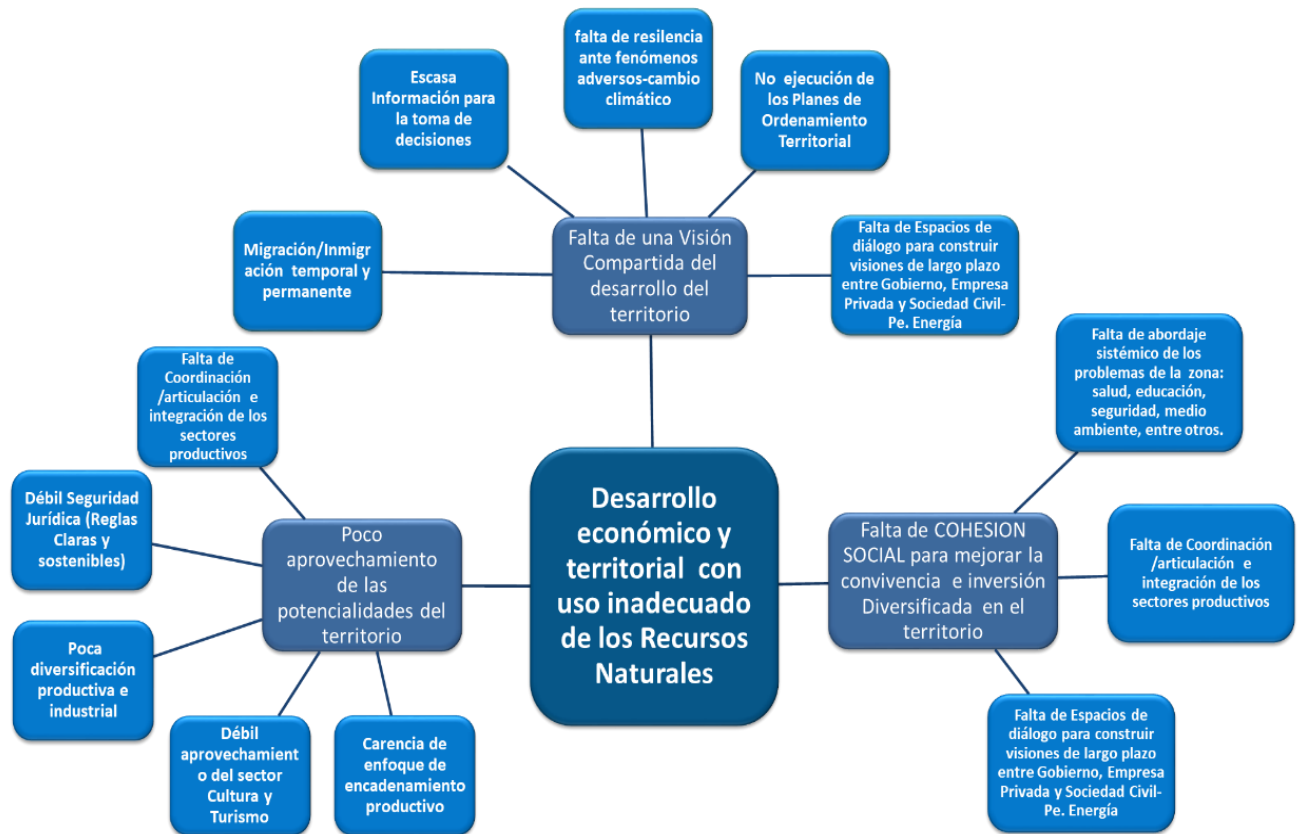 falta de resilencia
ante fenómenos
adversos-cambio
climático
Escasa
Información para
la toma de
decisiones
No ejecución de
los Planes de
Ordenamiento
Territorial
Migración/Inmigr
ación temporal y
permanente
Falta de una Visión
Compartida del
desarrollo del
territorio
Falta de Espacios de
diálogo para construir
visiones de largo plazo
entre Gobierno, Empresa
Privada y Sociedad Civil-
Pe. Energía
Falta de
Coordinación
/articulación e
integración de los
sectores
productivos
Falta de abordaje
sistémico de los
problemas de la zona:
salud, educación,
seguridad, medio
ambiente, entre otros.
Débil Seguridad
Jurídica (Reglas
Claras y
sostenibles)
Poco
aprovechamiento
de las
potencialidades del
territorio
Desarrollo
económico y
territorial con
uso inadecuado
de los Recursos
Naturales
Falta de COHESION
SOCIAL para mejorar la
convivencia e inversión
Diversificada en el
territorio
Falta de Coordinación
/articulación e
integración de los
sectores productivos
Poca
diversificación
productiva e
industrial
Débil
aprovechamient
o del sector
Cultura y
Turismo
Carencia de
enfoque de
encadenamiento
productivo
Falta de Espacios de
diálogo para construir
visiones de largo plazo
entre Gobierno, Empresa
Privada y Sociedad Civil-
Pe. Energía